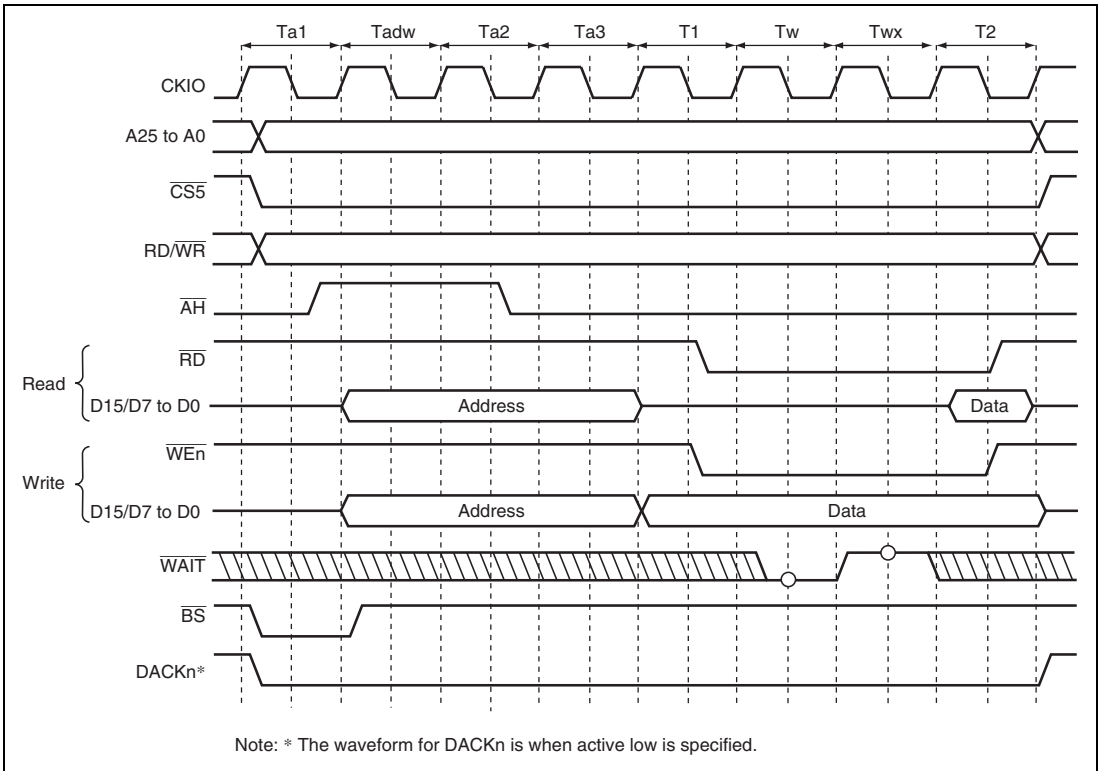 Ta1 Tadw Ta2 Ta3 T1 Tw Twx T2
CKIO
A25 to A0
CS5
RD/WR
AH
RD
Read
D15/D7 to D0 Address Data
WEn
Write
D15/D7 to D0 Address Data
WAIT
BS
DACKn*
Note: * The waveform for DACKn is when active low is specified.